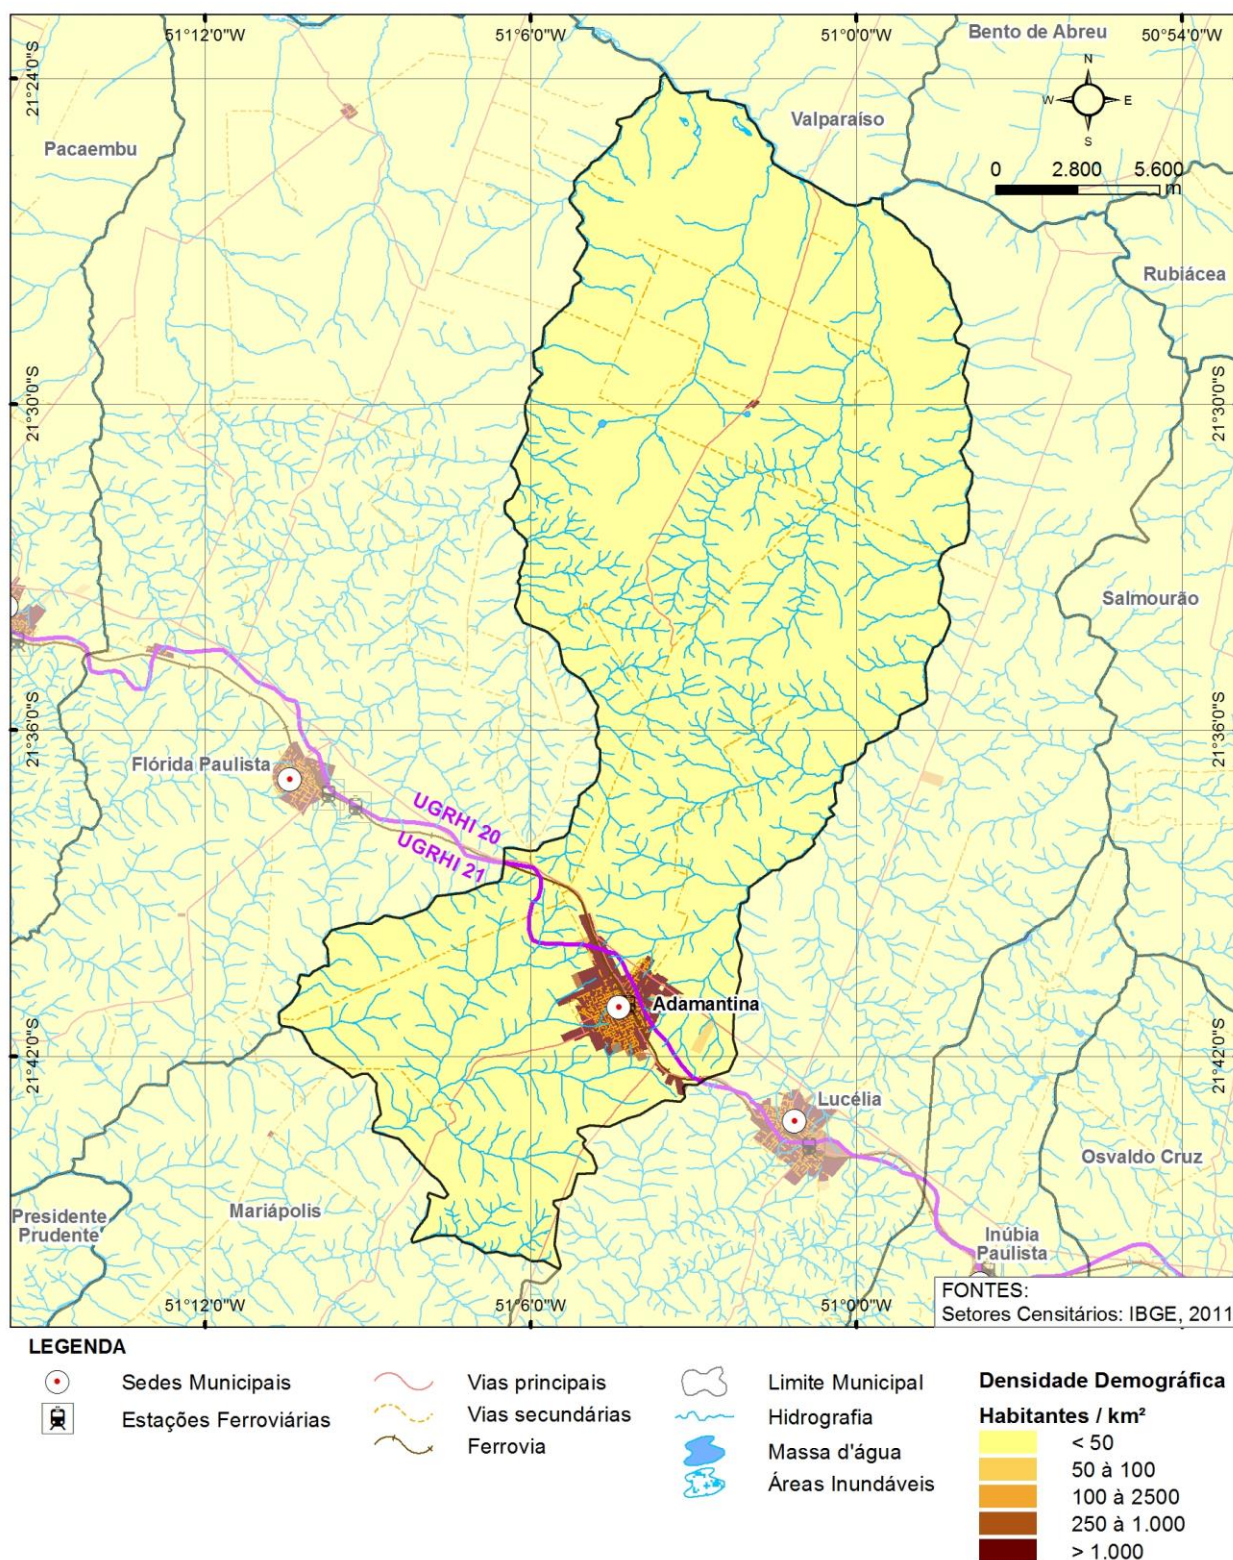 51°12'0"W
51°6'0"W
51°0'0"W
50°54'0"W
Bento de Abreu
21°24'0"S
N
W
E
S
Valparaíso
Pacaembu
0
2.800
5.600
m
Rubiácea
21°30'0"S
21°30'0"S
Salmourão
21°36'0"S
21°36'0"S
Flórida Paulista
UGRHI 20
UGRHI 21
Adamantina
21°42'0"S
21°42'0"S
Lucélia
Osvaldo Cruz
Presidente
Prudente
Mariápolis
Inúbia
Paulista
51°12'0"W
51°6'0"W
51°0'0"W
FONTES:
Setores Censitários: IBGE, 2011
LEGENDA
Sedes Municipais
Estações Ferroviárias
Vias principais
Vias secundárias
Ferrovia
Limite Municipal
Hidrografia
Massa d'água
Áreas Inundáveis
Densidade Demográfica
Habitantes / km²
< 50
50 à 100
100 à 2500
250 à 1.000
> 1.000